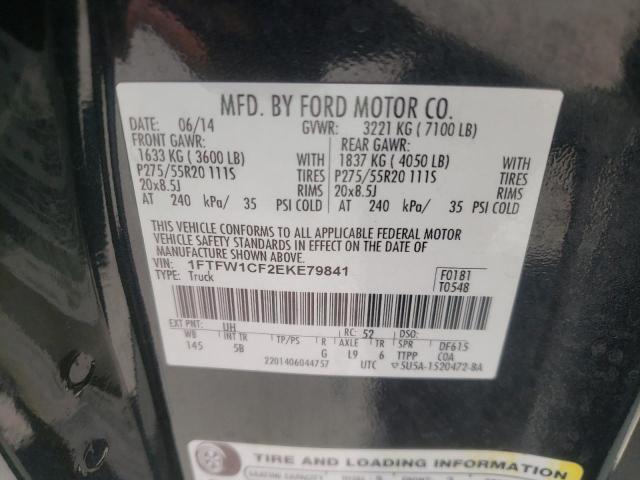 MFD. BY FORD MOTOR CO.
DATE: 06/14 GVWR: 3221 KG (7100 LB)
FRONT GAWR: REAR GAWR:
1633 KG (3600 LB) WITH 1837 KG (4050 LB) WITH
P275/55R20 111S TIRES P275/55R20 111S TIRES
20x8.5J RIMS 20x8.5J RIMS
AT 240 kPa/ 35 PSI COLD AT 240 kPa/ 35 PSI COLD
THIS VEHICLE CONFORMS TO ALL APPLICABLE FEDERAL MOTOR
VEHICLE SAFETY STANDARDS IN EFFECT ON THE DATE OF
MANUFACTURE SHOWN ABOVE.
VIN: 1FTFW1CF2EKE79841 F0181
TYPE: Truck T0548
EXT PNT: UH RC: 52 DSO:
WB INT TR TP/PS R AXLE TR SPR DF615
145 5B G L9 6 TTPP COA
2201406044757 UTC 5U5A-1520472-BA
TIRE AND LOADING INFORMATION
SEATING CAPACITY